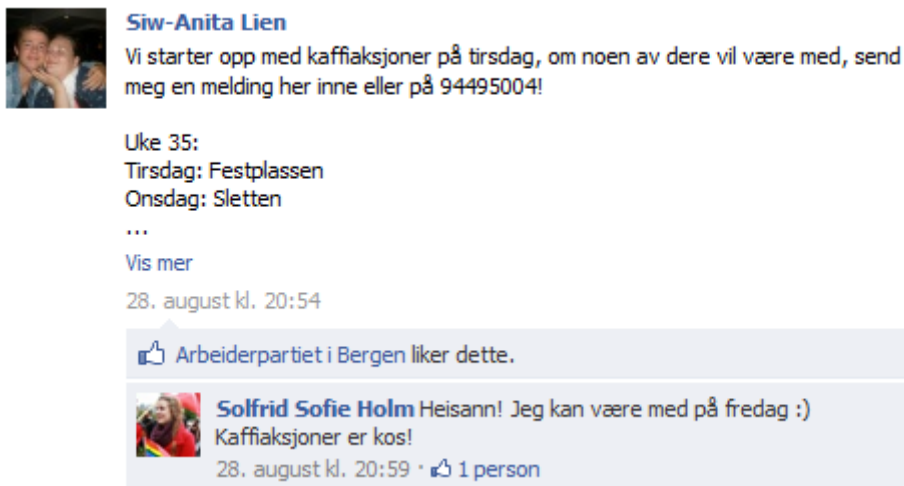 Siw-Anita Lien
Vi starter opp med kaffiaksjoner på tirsdag, om noen av dere vil være med, send
meg en melding her inne eller på 94495004!
Uke 35:
Tirsdag: Festplassen
Onsdag: Sletten
...
Vis mer
28. august kl. 20:54
Arbeiderpartiet i Bergen liker dette.
Solfrid Sofie Holm Heisann! Jeg kan være med på fredag :)
Kaffiaksjoner er kos!
28. august kl. 20:59 · 1 person